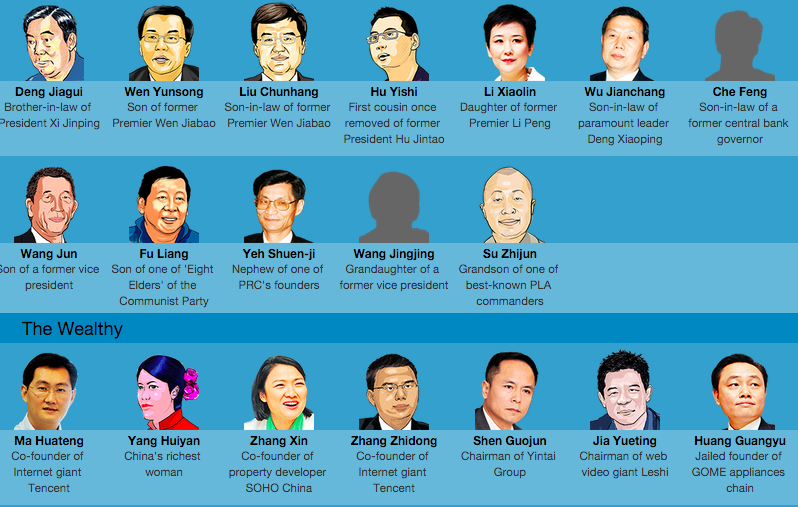 Deng Jiagui
Brother-in-law of
President Xi Jinping
Wen Yunsong
Son of former
Premier Wen Jiabao
Liu Chunhang
Son-in-law of former
Premier Wen Jiabao
Hu Yishi
First cousin once
removed of former
President Hu Jintao
Li Xiaolin
Daughter of former
Premier Li Peng
Wu Jianchang
Son-in-law of
paramount leader
Deng Xiaoping
Che Feng
Son-in-law of a
former central bank
governor
Wang Jun
Son of a former vice
president
Fu Liang
Son of one of 'Eight
Elders' of the
Communist Party
Yeh Shuen-ji
Nephew of one of
PRC's founders
Wang Jingjing
Grandaughter of a
former vice president
Su Zhijun
Grandson of one of
best-known PLA
commanders
The Wealthy
Ma Huateng
Co-founder of
Internet giant
Tencent
Yang Huiyan
China's richest
woman
Zhang Xin
Co-founder of
property developer
SOHO China
Zhang Zhidong
Co-founder of
Internet giant
Tencent
Shen Guojun
Chairman of Yintai
Group
Jia Yueting
Chairman of web
video giant Leshi
Huang Guangyu
Jailed founder of
GOME appliances
chain